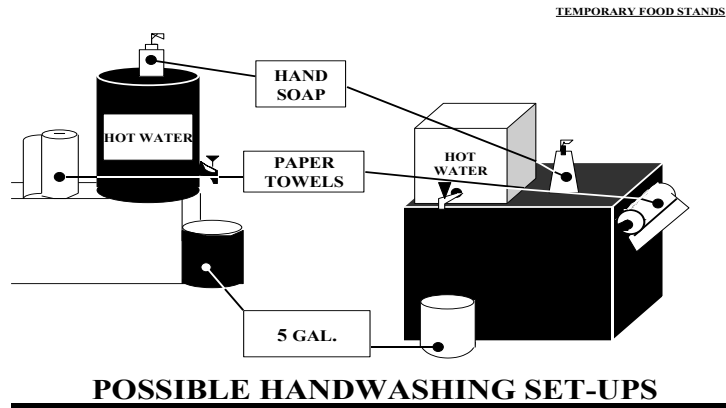 TEMPORARY FOOD STANDS
HAND
SOAP
HOT WATER
HOT
WATER
PAPER
TOWELS
5 GAL.
POSSIBLE HANDWASHING SET-UPS